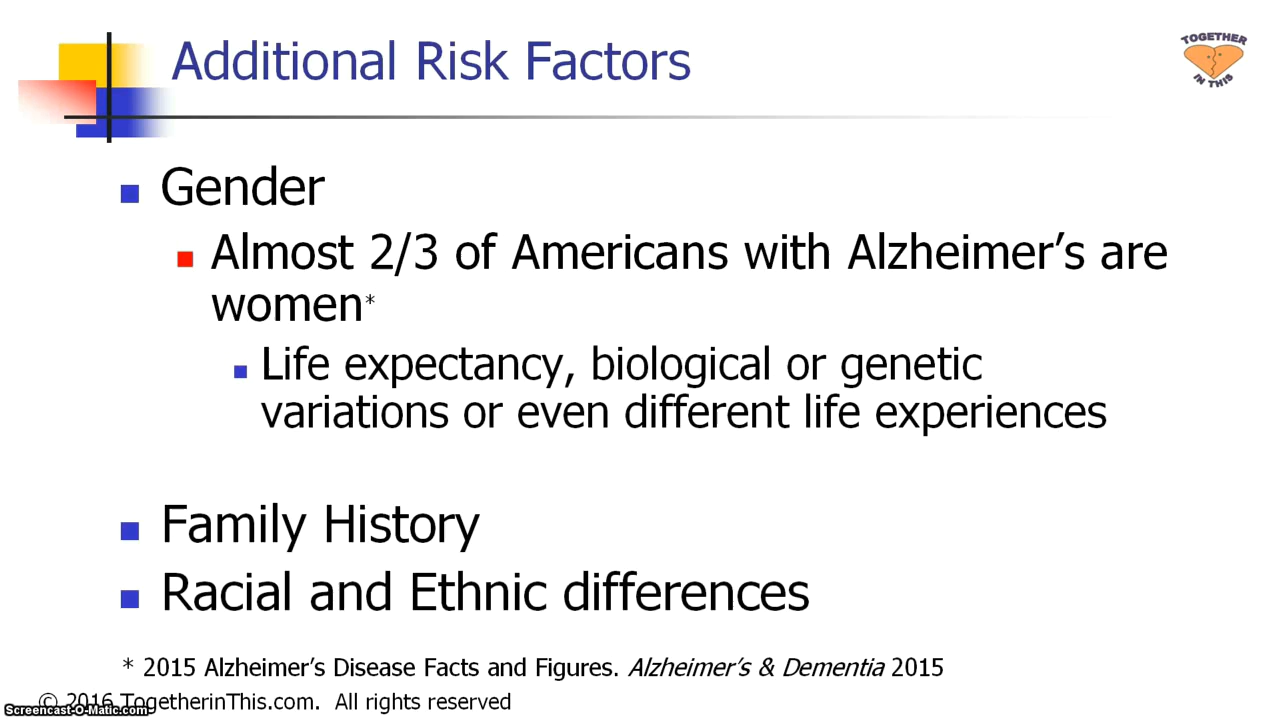 Additional Risk Factors
TOGETHER
IN THIS
Gender
Almost 2/3 of Americans with Alzheimer’s are
women*
Life expectancy, biological or genetic
variations or even different life experiences
Family History
Racial and Ethnic differences
* 2015 Alzheimer’s Disease Facts and Figures. Alzheimer’s & Dementia 2015
© 2016 TogetherinThis.com. All rights reserved
Screencast-O-Matic.com